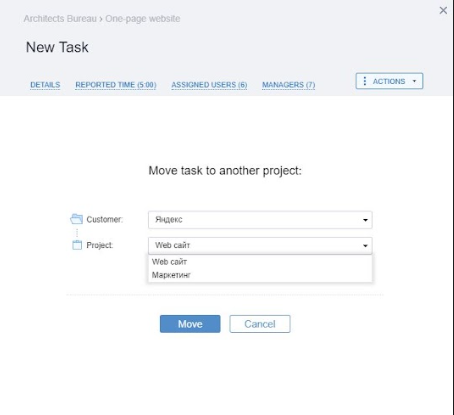 Architects Bureau › One-page website
New Task
DETAILS REPORTED TIME (5:00) ASSIGNED USERS (6) MANAGERS (7) ACTIONS
Move task to another project:
Customer: Яндекс
Project: Web сайт
Web сайт
Маркетинг
Move Cancel